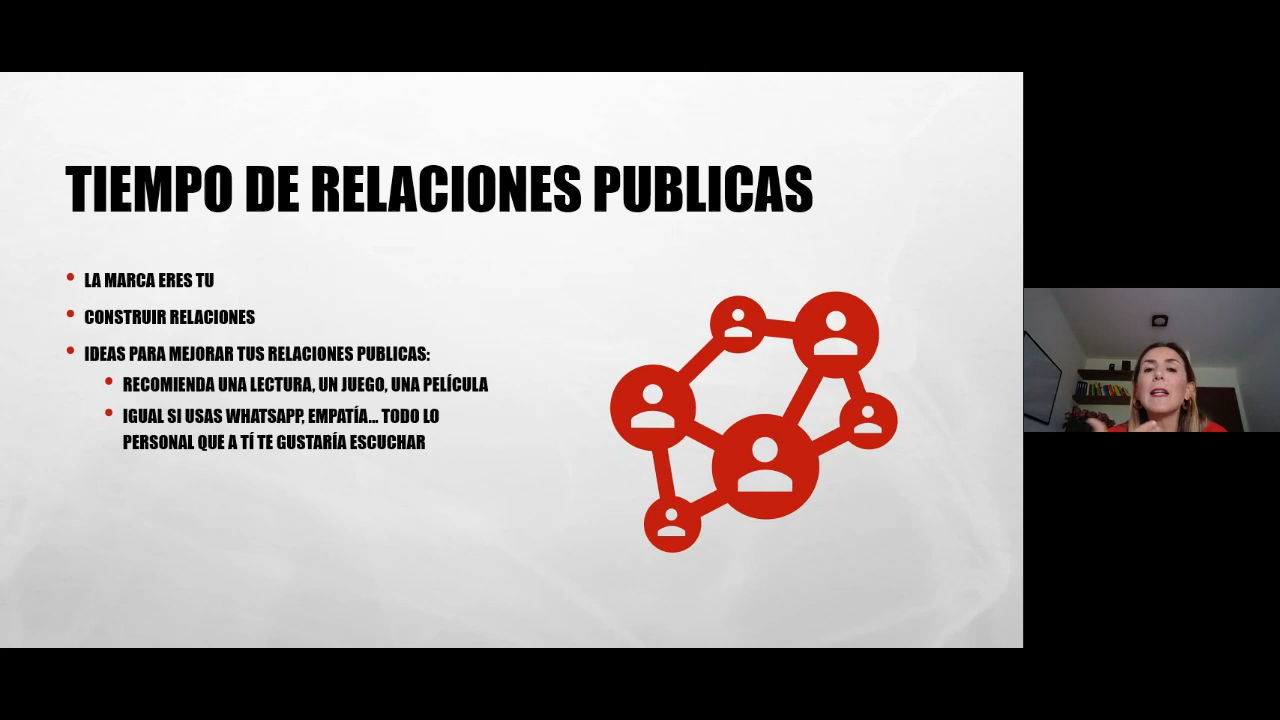 TIEMPO DE RELACIONES PUBLICAS
• LA MARCA ERES TU
• CONSTRUIR RELACIONES
• IDEAS PARA MEJORAR TUS RELACIONES PUBLICAS:
• RECOMIENDA UNA LECTURA, UN JUEGO, UNA PELÍCULA
• IGUAL SI USAS WHATSAPP, EMPATÍA... TODO LO
PERSONAL QUE A TÍ TE GUSTARÍA ESCUCHAR